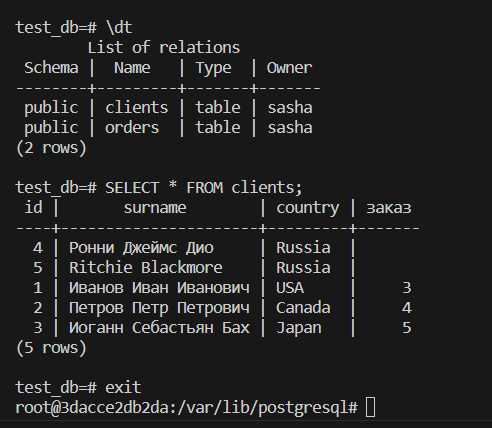 test_db=# \dt
        List of relations
 Schema |  Name   | Type  | Owner
--------+---------+-------+-------
 public | clients | table | sasha
 public | orders  | table | sasha
(2 rows)

test_db=# SELECT * FROM clients;
 id |       surname        | country | заказ
----+----------------------+---------+-------
  4 | Ронни Джеймс Дио     | Russia  |
  5 | Ritchie Blackmore    | Russia  |
  1 | Иванов Иван Иванович | USA     |     3
  2 | Петров Петр Петрович | Canada  |     4
  3 | Иоганн Себастьян Бах | Japan   |     5
(5 rows)

test_db=# exit
root@3dacce2db2da:/var/lib/postgresql#